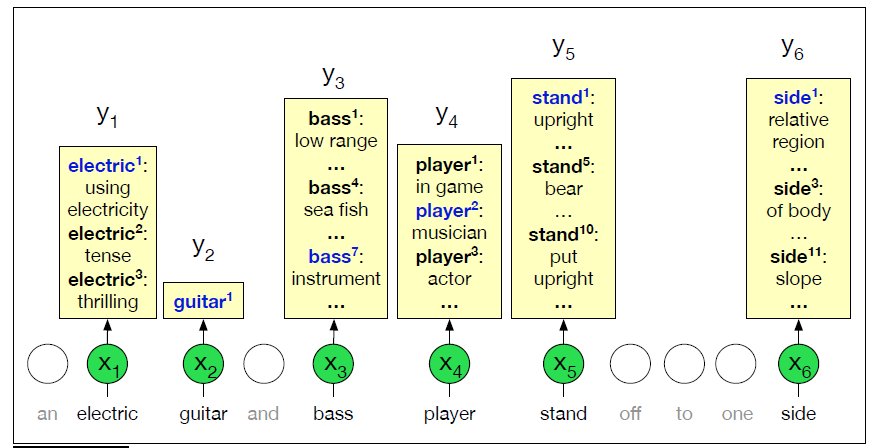 y₁
electric¹:
using
electricity
electric²:
tense
electric³:
thrilling
y₂
guitar¹
y₃
bass¹:
low range
...
bass⁴:
sea fish
...
bass⁷:
instrument
...
y₄
player¹:
in game
player²:
musician
player³:
actor
...
y₅
stand¹:
upright
...
stand⁵:
bear
...
stand¹⁰:
put
upright
...
y₆
side¹:
relative
region
...
side³:
of body
...
side¹¹:
slope
...
x₁ x₂ x₃ x₄ x₅ x₆
an electric guitar and bass player stand off to one side